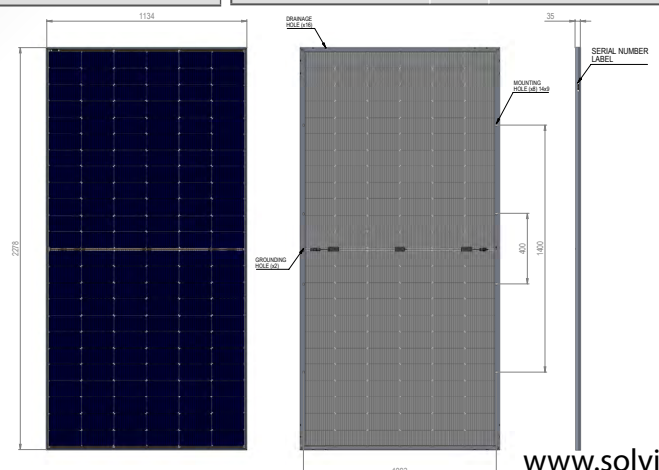 1134
35
DRAINAGE
HOLE (x16)
SERIAL NUMBER
LABEL
MOUNTING
HOLE (x8) 14x9
2278
400
1400
GROUNDING
HOLE (x2)
www.solvi